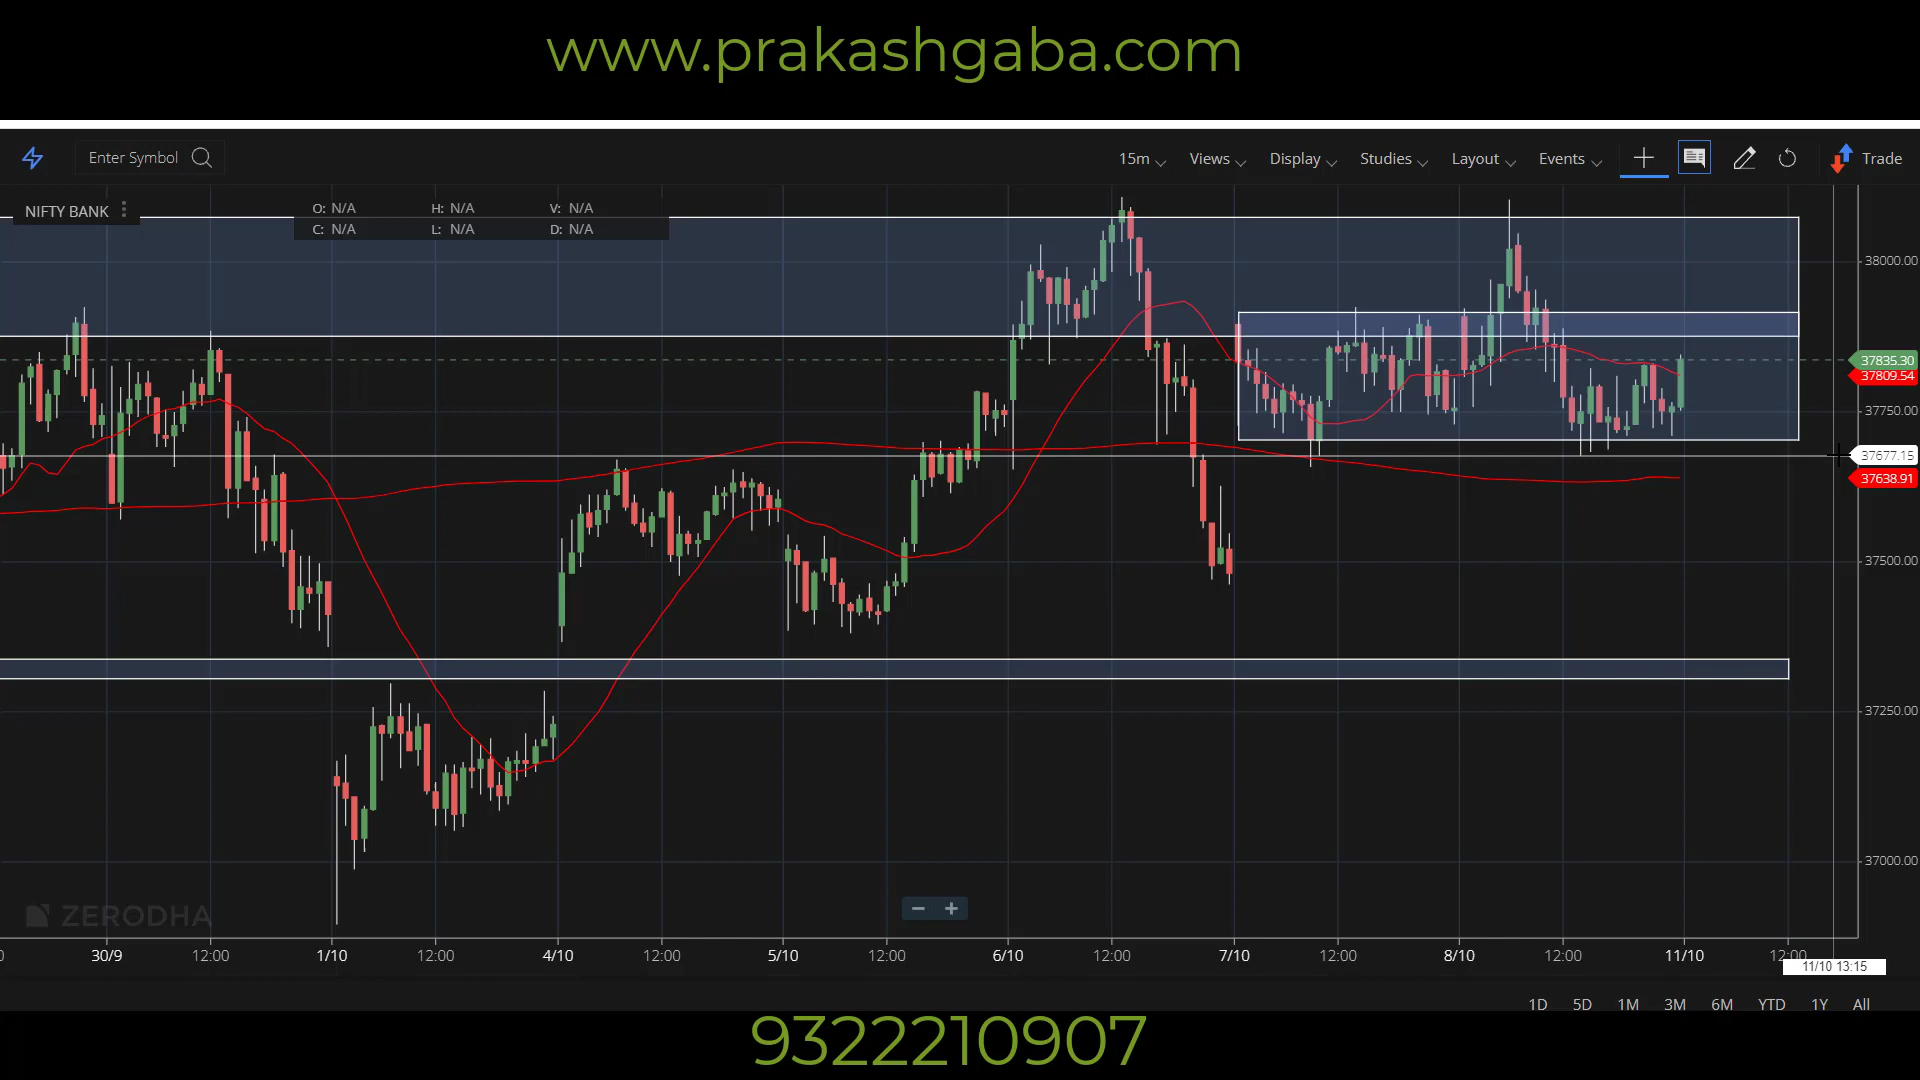 www.prakashgaba.com
Enter Symbol
15m Views Display Studies Layout Events Trade
NIFTY BANK
O: N/A H: N/A V: N/A
C: N/A L: N/A D: N/A
38000.00
37835.30
37809.54
37750.00
37677.15
37638.91
37500.00
37250.00
37000.00
ZERODHA
30/9 12:00 1/10 12:00 4/10 12:00 5/10 12:00 6/10 12:00 7/10 12:00 8/10 12:00 11/10 12:00
11/10 13:15
1D 5D 1M 3M 6M YTD 1Y All
9322210907